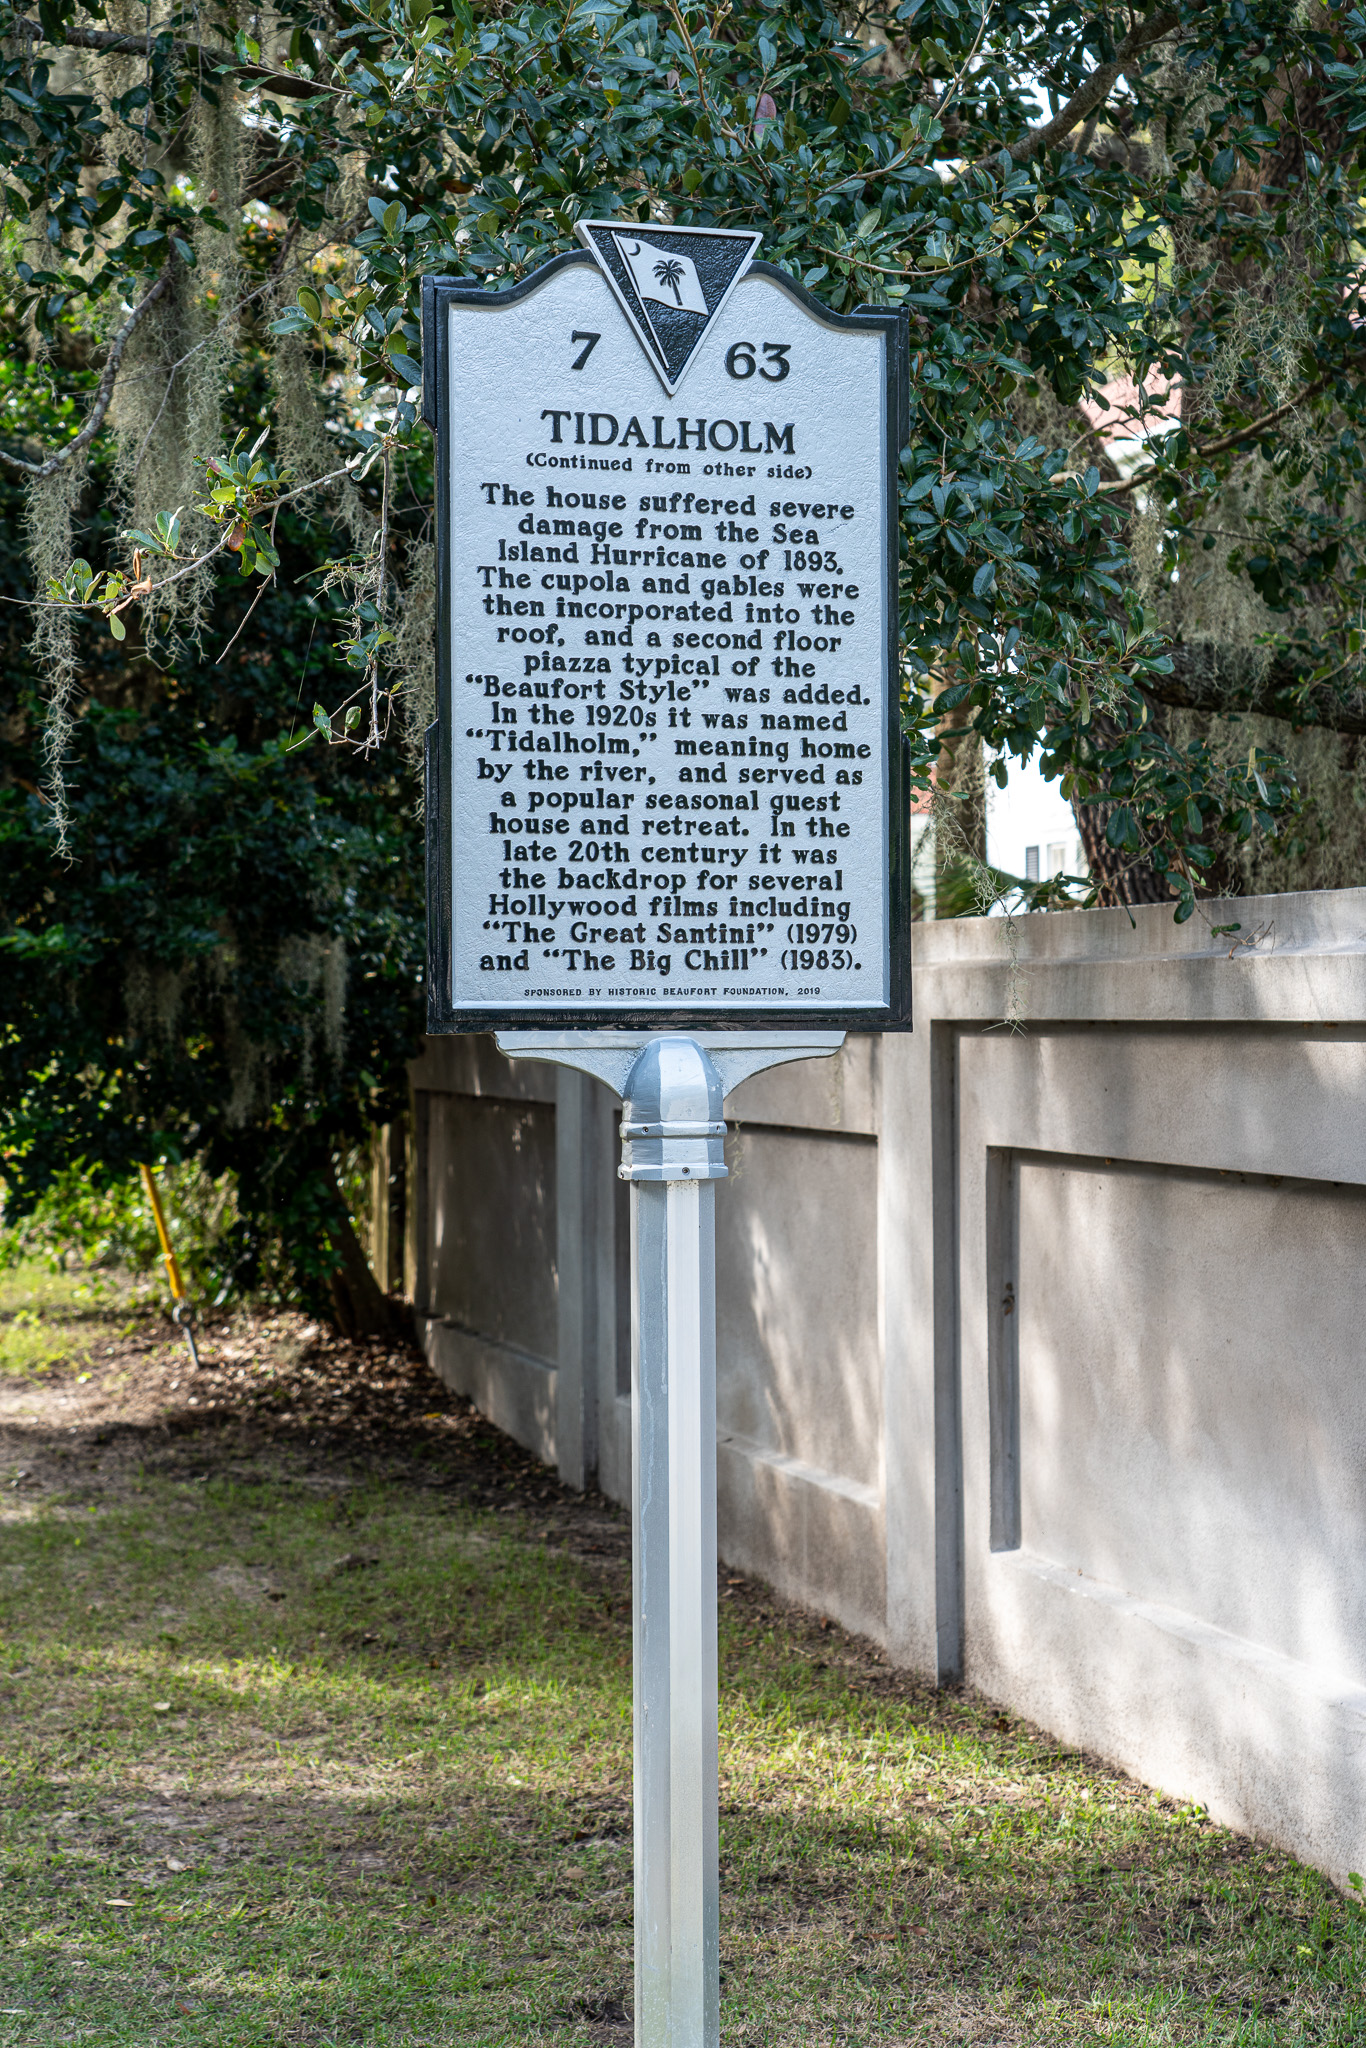 7 63
TIDALHOLM
(Continued from other side)
The house suffered severe
damage from the Sea
Island Hurricane of 1893.
The cupola and gables were
then incorporated into the
roof, and a second floor
piazza typical of the
“Beaufort Style” was added.
In the 1920s it was named
“Tidalholm,” meaning home
by the river, and served as
a popular seasonal guest
house and retreat. In the
late 20th century it was
the backdrop for several
Hollywood films including
“The Great Santini” (1979)
and “The Big Chill” (1983).
SPONSORED BY HISTORIC BEAUFORT FOUNDATION, 2019